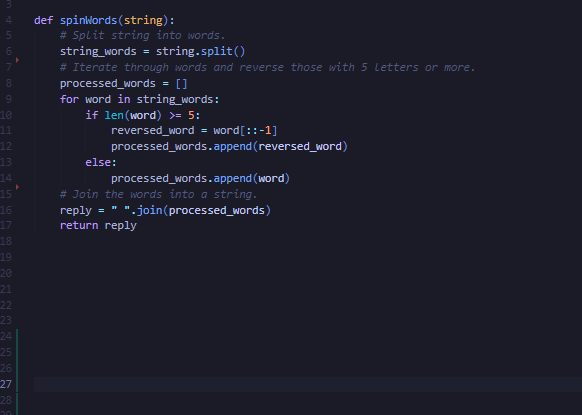 3
4 def spinWords(string):
5     # Split string into words.
6     string_words = string.split()
7     # Iterate through words and reverse those with 5 letters or more.
8     processed_words = []
9     for word in string_words:
10         if len(word) >= 5:
11             reversed_word = word[::-1]
12             processed_words.append(reversed_word)
13         else:
14             processed_words.append(word)
15     # Join the words into a string.
16     reply = " ".join(processed_words)
17     return reply
18
19
20
21
22
23
24
25
26
27
28
29